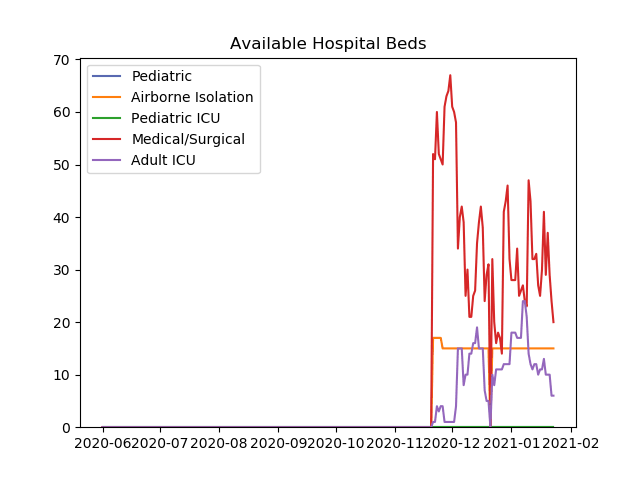 Available Hospital Beds
70
60
50
40
30
20
10
0
Pediatric
Airborne Isolation
Pediatric ICU
Medical/Surgical
Adult ICU
2020-06 2020-07 2020-08 2020-09 2020-10 2020-11 2020-12 2021-01 2021-02